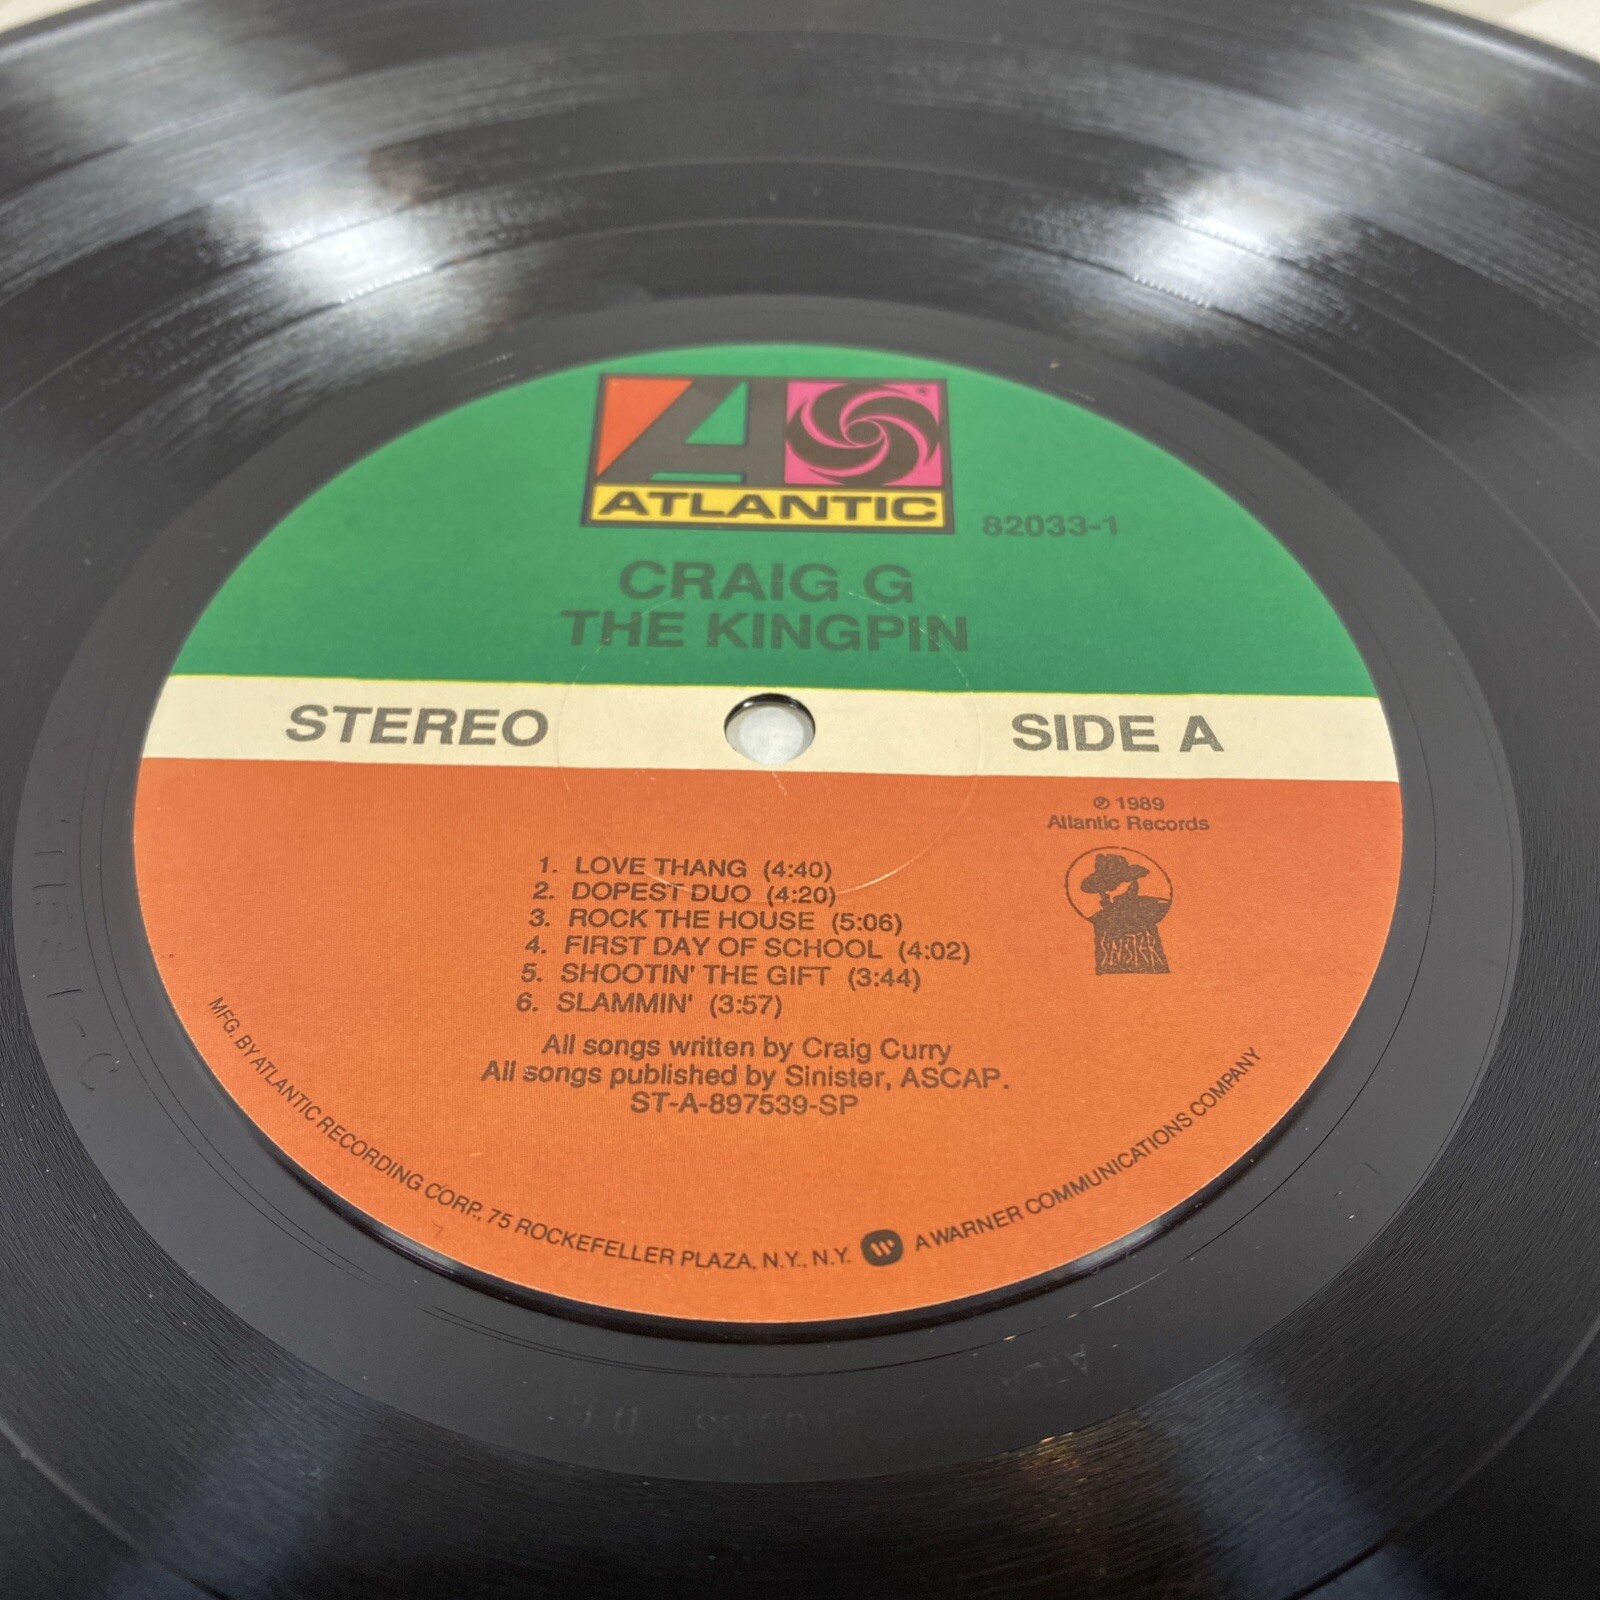 ATLANTIC
82033-1
CRAIG G
THE KINGPIN
STEREO
SIDE A
℗ 1989
Atlantic Records
SINISTER
1. LOVE THANG (4:40)
2. DOPEST DUO (4:20)
3. ROCK THE HOUSE (5:06)
4. FIRST DAY OF SCHOOL (4:02)
5. SHOOTIN' THE GIFT (3:44)
6. SLAMMIN' (3:57)
All songs written by Craig Curry
All songs published by Sinister, ASCAP.
ST-A-897539-SP
MFG. BY ATLANTIC RECORDING CORP., 75 ROCKEFELLER PLAZA, N.Y., N.Y. A WARNER COMMUNICATIONS COMPANY